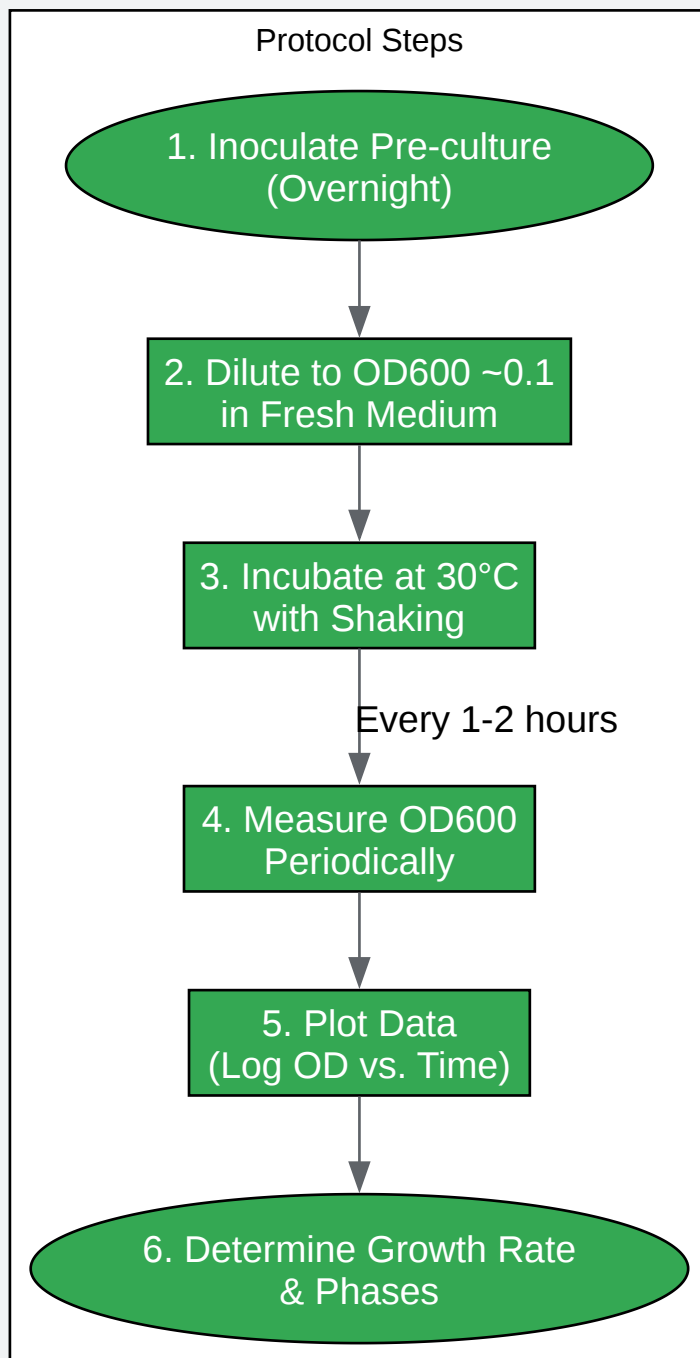 Protocol Steps
1. Inoculate Pre-culture
(Overnight)
2. Dilute to OD600 ~0.1
in Fresh Medium
3. Incubate at 30°C
with Shaking
Every 1-2 hours
4. Measure OD600
Periodically
5. Plot Data
(Log OD vs. Time)
6. Determine Growth Rate
& Phases